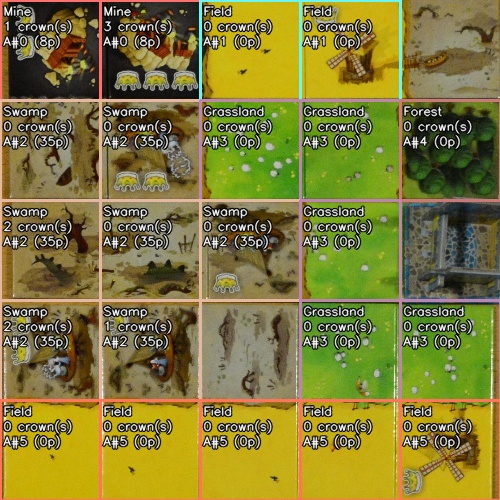 Mine
1 crown(s)
A#0 (8p)
Mine
3 crown(s)
A#0 (8p)
Field
0 crown(s)
A#1 (0p)
Field
0 crown(s)
A#1 (0p)
Swamp
0 crown(s)
A#2 (35p)
Swamp
0 crown(s)
A#2 (35p)
Grassland
0 crown(s)
A#3 (0p)
Grassland
0 crown(s)
A#3 (0p)
Forest
0 crown(s)
A#4 (0p)
Swamp
2 crown(s)
A#2 (35p)
Swamp
0 crown(s)
A#2 (35p)
Swamp
0 crown(s)
A#2 (35p)
Grassland
0 crown(s)
A#3 (0p)
Swamp
2 crown(s)
A#2 (35p)
Swamp
1 crown(s)
A#2 (35p)
Grassland
0 crown(s)
A#3 (0p)
Grassland
0 crown(s)
A#3 (0p)
Field
0 crown(s)
A#5 (0p)
Field
0 crown(s)
A#5 (0p)
Field
0 crown(s)
A#5 (0p)
Field
0 crown(s)
A#5 (0p)
Field
0 crown(s)
A#5 (0p)